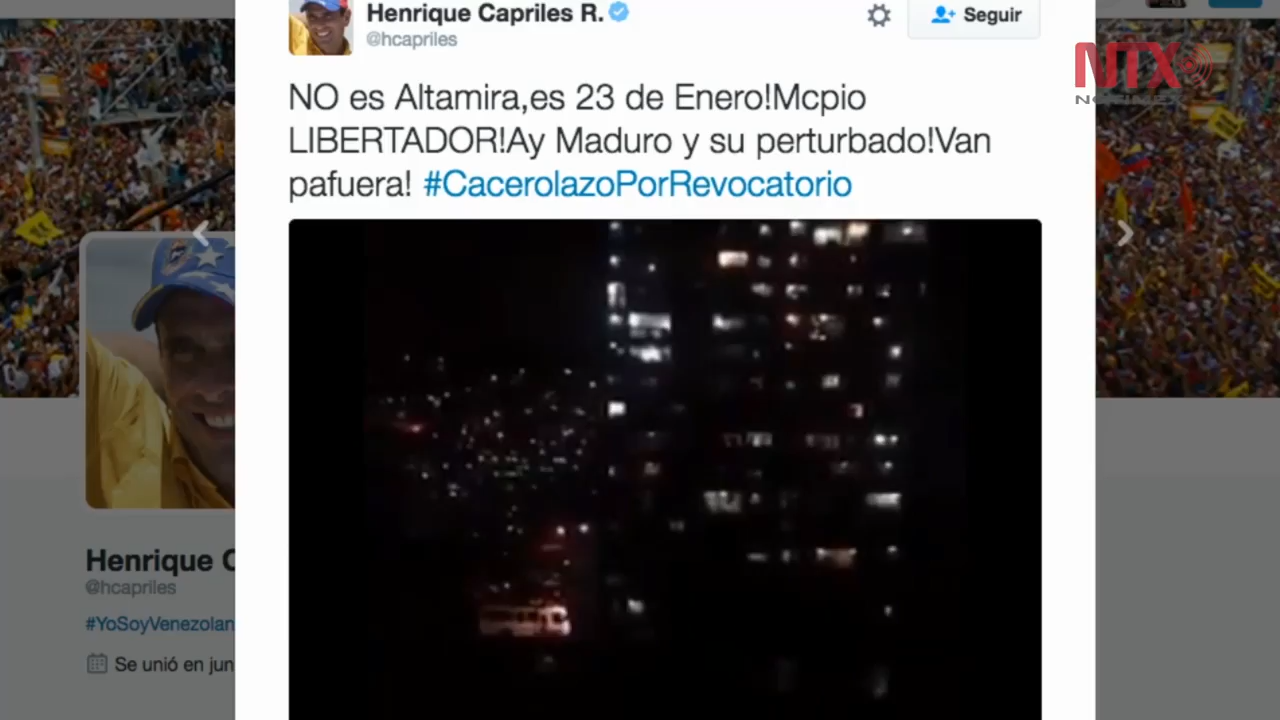 Henrique Capriles R.
@hcapriles
Seguir
NTX
NO es Altamira,es 23 de Enero!Mcpio
LIBERTADOR!Ay Maduro y su perturbado!Van
pafuera! #CacerolazoPorRevocatorio
Henrique C
@hcapriles
#YoSoyVenezolan
Se unió en jun